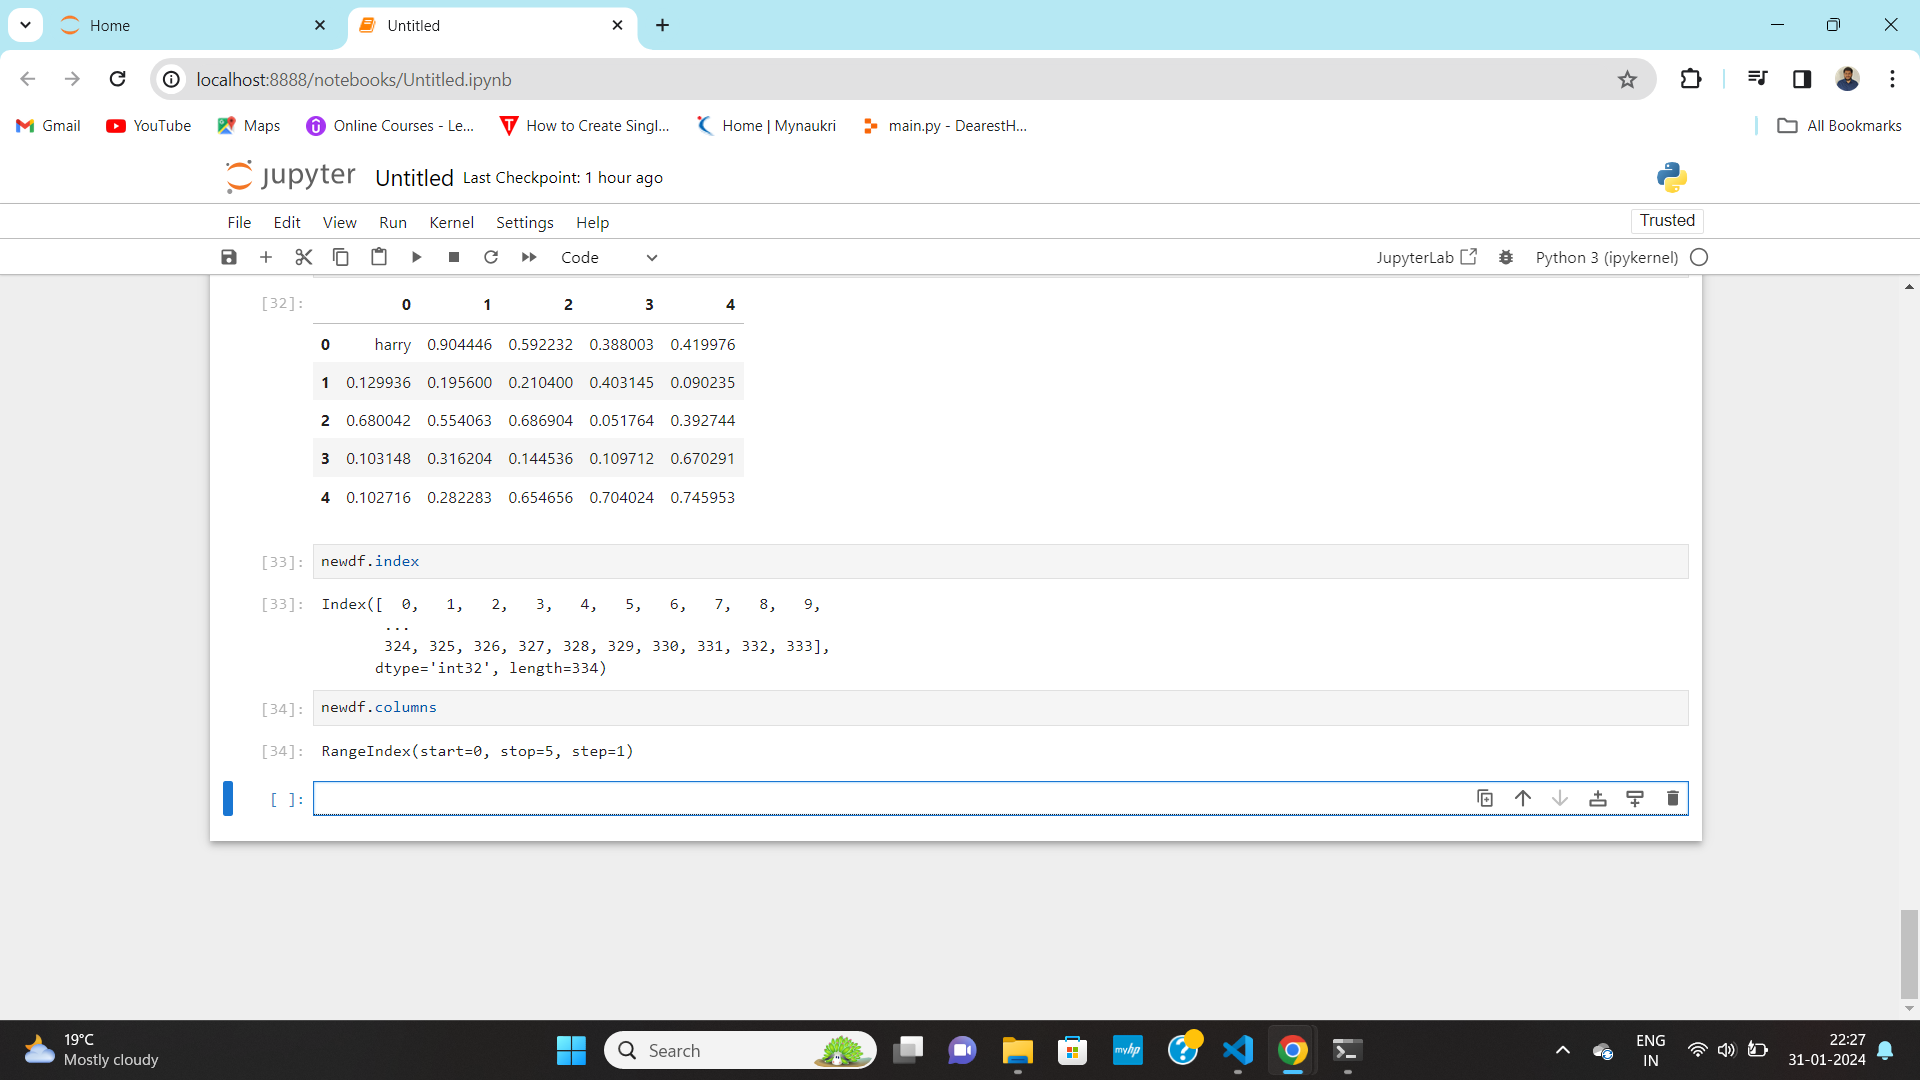 Home
Untitled
localhost:8888/notebooks/Untitled.ipynb
Gmail YouTube Maps Online Courses - Le... How to Create Singl... Home | Mynaukri main.py - DearestH... All Bookmarks
jupyter Untitled Last Checkpoint: 1 hour ago
File Edit View Run Kernel Settings Help Trusted
Code JupyterLab Python 3 (ipykernel)
[32]: 0 1 2 3 4
0 harry 0.904446 0.592232 0.388003 0.419976
1 0.129936 0.195600 0.210400 0.403145 0.090235
2 0.680042 0.554063 0.686904 0.051764 0.392744
3 0.103148 0.316204 0.144536 0.109712 0.670291
4 0.102716 0.282283 0.654656 0.704024 0.745953
[33]: newdf.index
[33]: Index([ 0, 1, 2, 3, 4, 5, 6, 7, 8, 9,
...
324, 325, 326, 327, 328, 329, 330, 331, 332, 333],
dtype='int32', length=334)
[34]: newdf.columns
[34]: RangeIndex(start=0, stop=5, step=1)
[ ]:
19°C
Mostly cloudy
Search
myhp
ENG
IN
22:27
31-01-2024